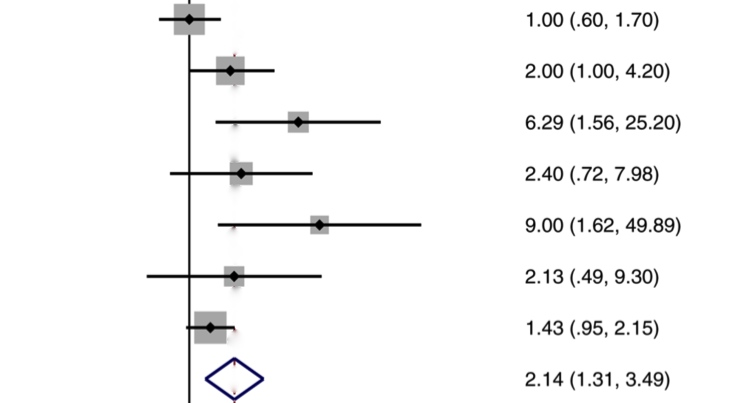 1.00 (.60, 1.70)
2.00 (1.00, 4.20)
6.29 (1.56, 25.20)
2.40 (.72, 7.98)
9.00 (1.62, 49.89)
2.13 (.49, 9.30)
1.43 (.95, 2.15)
2.14 (1.31, 3.49)